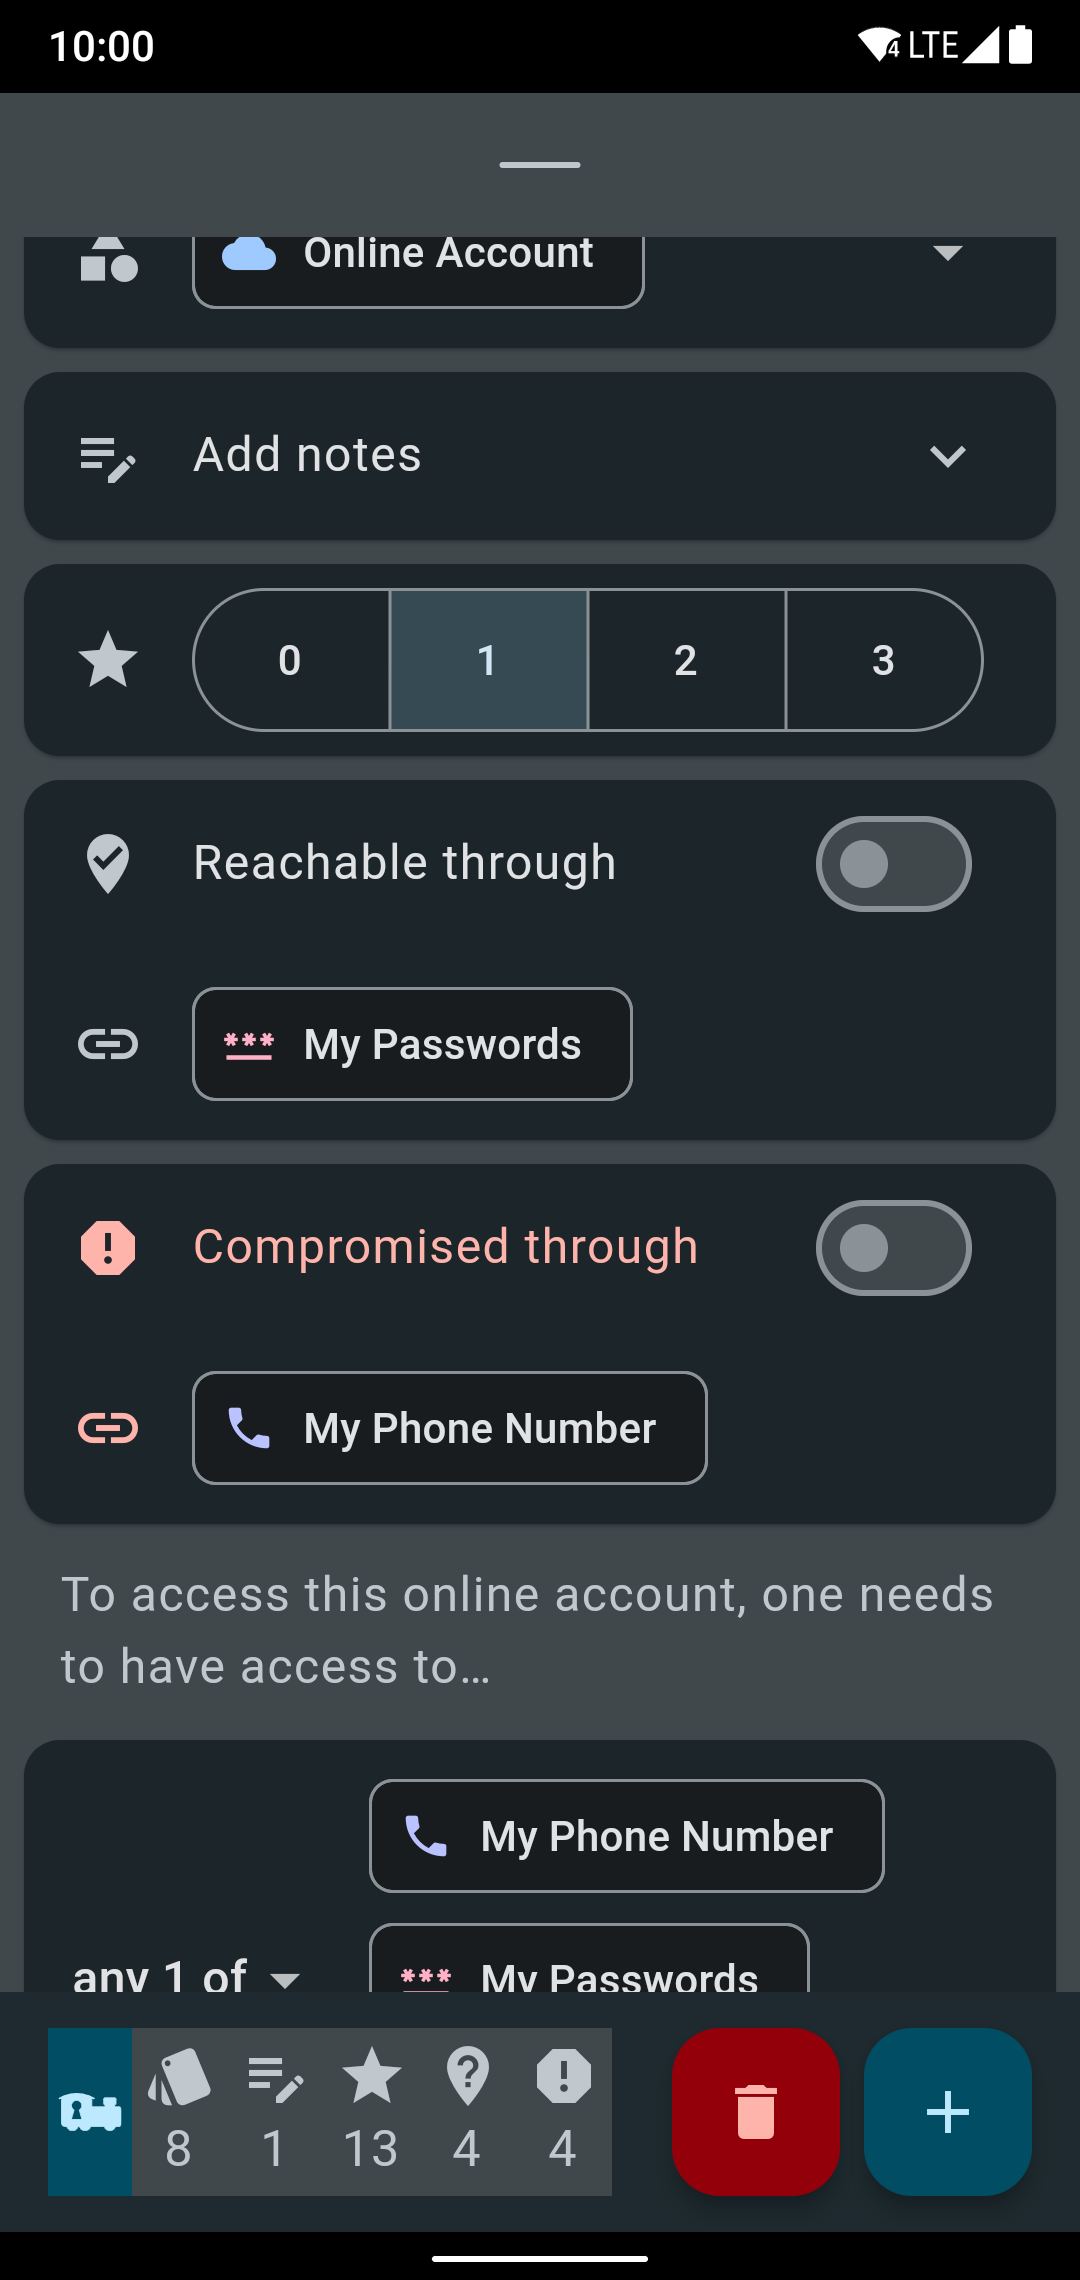 10:00
4 LTE
Online Account
Add notes
0 1 2 3
Reachable through
*** My Passwords
Compromised through
My Phone Number
To access this online account, one needs
to have access to…
My Phone Number
any 1 of
*** My Passwords
8 1 13 4 4